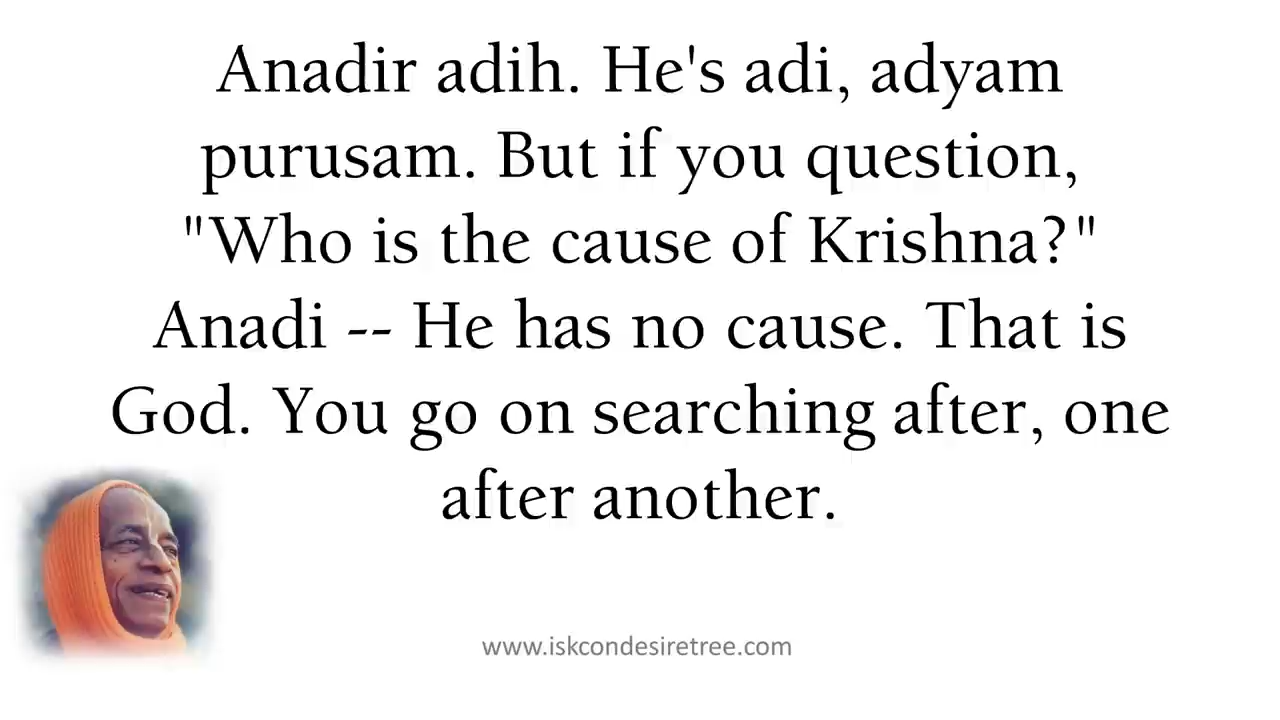 Anadir adih. He's adi, adyam
purusam. But if you question,
"Who is the cause of Krishna?"
Anadi -- He has no cause. That is
God. You go on searching after, one
after another.
www.iskcondesiretree.com